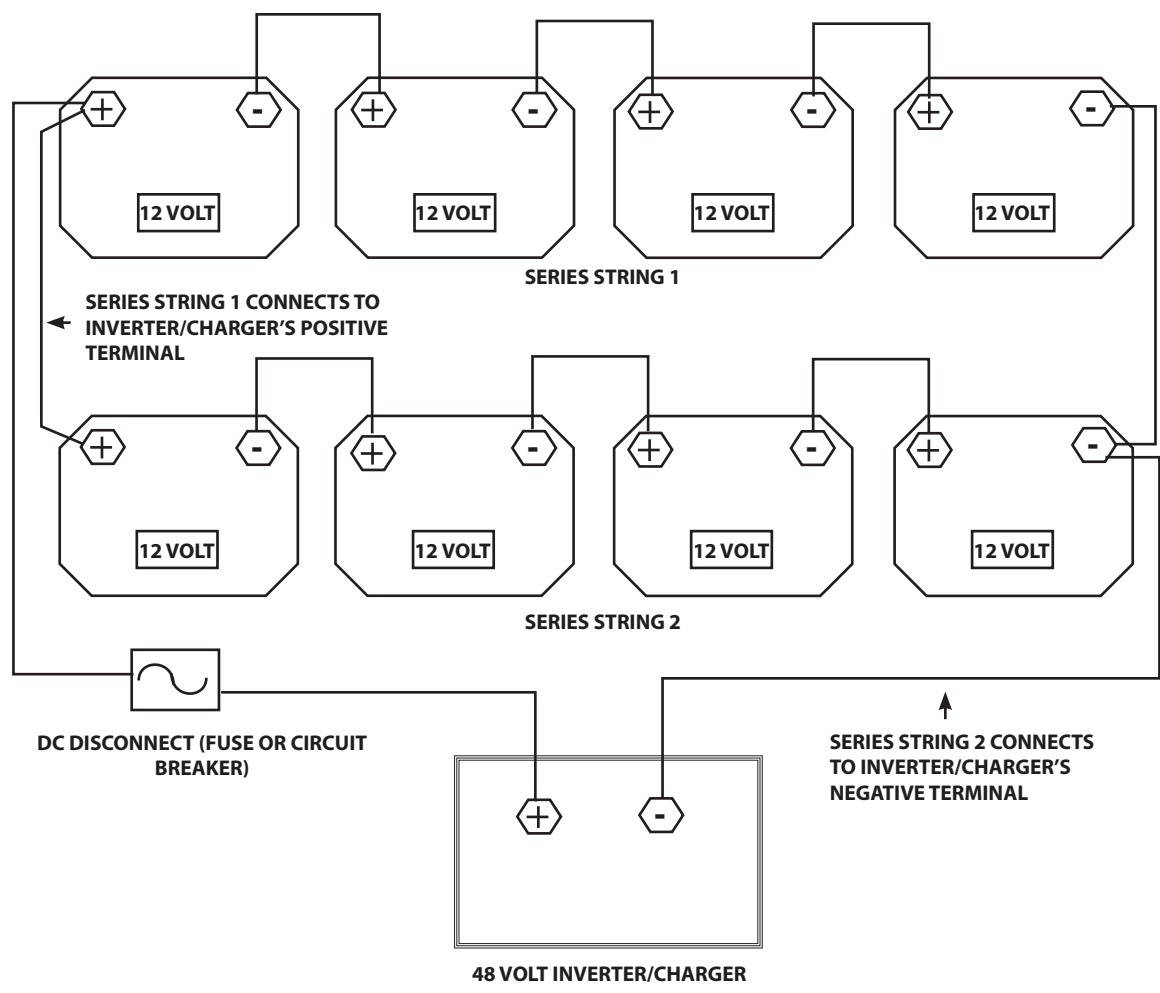 + - + - + - + -
12 VOLT 12 VOLT 12 VOLT 12 VOLT
SERIES STRING 1
SERIES STRING 1 CONNECTS TO
INVERTER/CHARGER’S POSITIVE
TERMINAL
+ - + - + - + -
12 VOLT 12 VOLT 12 VOLT 12 VOLT
SERIES STRING 2
DC DISCONNECT (FUSE OR CIRCUIT
BREAKER)
SERIES STRING 2 CONNECTS
TO INVERTER/CHARGER’S
NEGATIVE TERMINAL
+ -
48 VOLT INVERTER/CHARGER